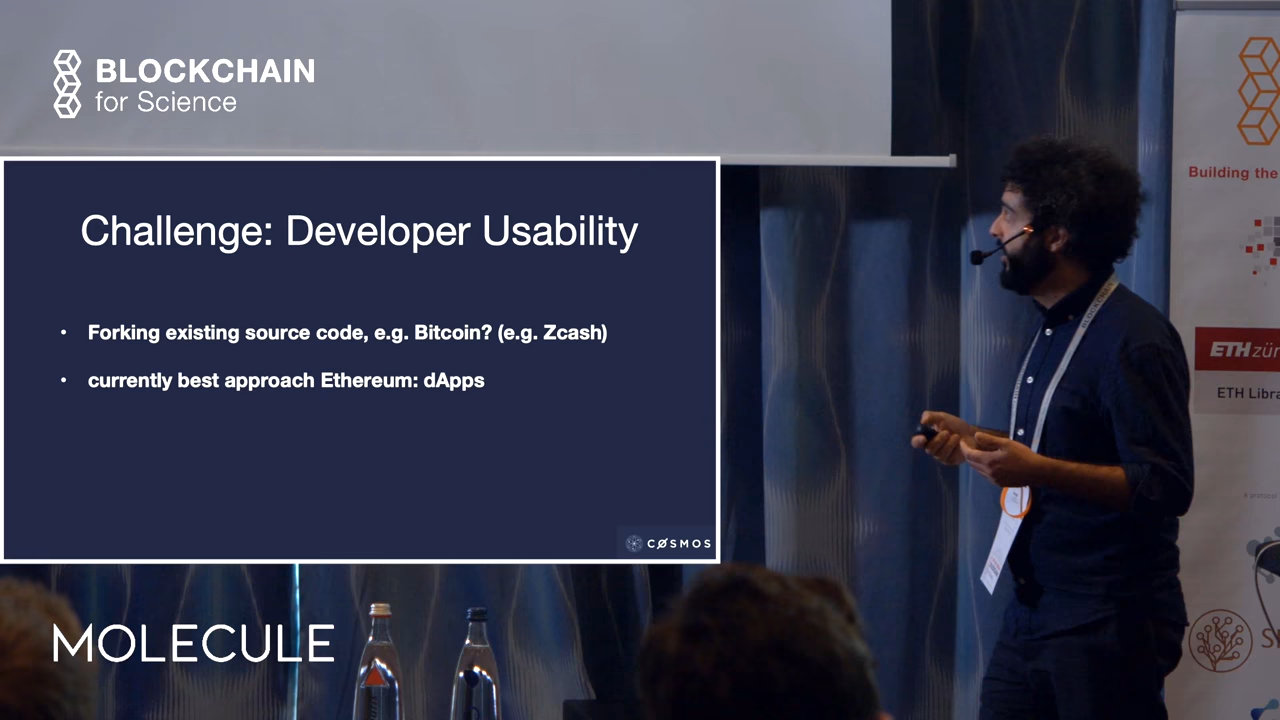 BLOCKCHAIN
for Science
Building the
Challenge: Developer Usability
• Forking existing source code, e.g. Bitcoin? (e.g. Zcash)
• currently best approach Ethereum: dApps
CØSMOS
ETH zür
ETH Libra
MOLECULE